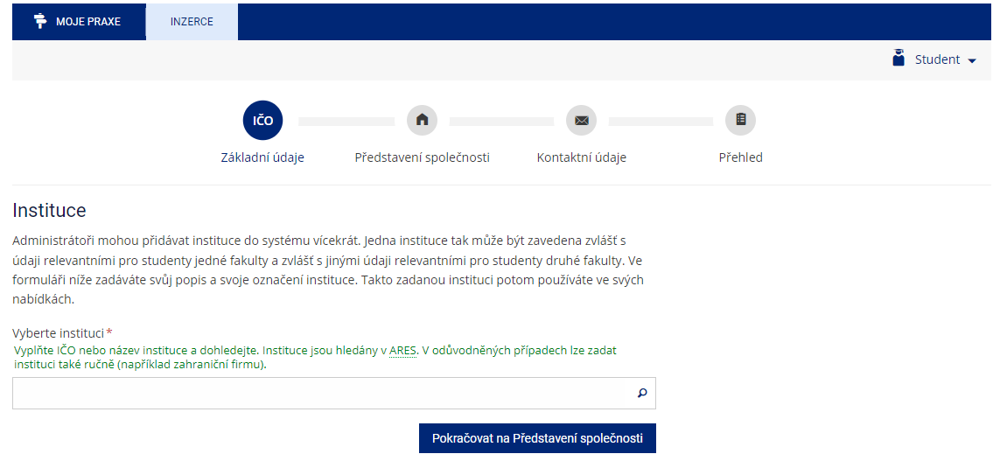 MOJE PRAXE INZERCE
Student
IČO
Základní údaje Představení společnosti Kontaktní údaje Přehled
Instituce
Administrátoři mohou přidávat instituce do systému vícekrát. Jedna instituce tak může být zavedena zvlášť s
údaji relevantními pro studenty jedné fakulty a zvlášť s jinými údaji relevantními pro studenty druhé fakulty. Ve
formuláři níže zadáváte svůj popis a svoje označení instituce. Takto zadanou instituci potom používáte ve svých
nabídkách.
Vyberte instituci *
Vyplňte IČO nebo název instituce a dohledejte. Instituce jsou hledány v ARES. V odůvodněných případech lze zadat
instituci také ručně (například zahraniční firmu).
Pokračovat na Představení společnosti